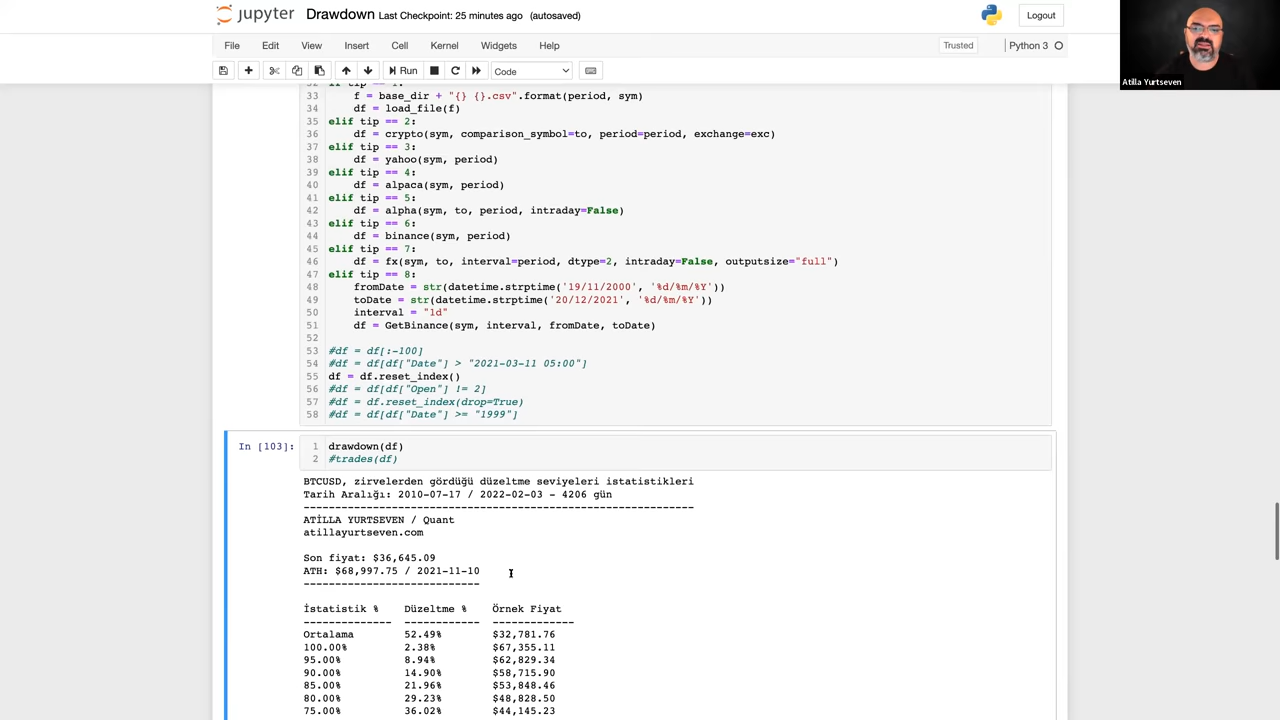 jupyter Drawdown Last Checkpoint: 25 minutes ago (autosaved)
Logout
File Edit View Insert Cell Kernel Widgets Help
Trusted Python 3
Run Code
Atilla Yurtseven
33 f = base_dir + "{} {}.csv".format(period, sym)
34 df = load_file(f)
35 elif tip == 2:
36 df = crypto(sym, comparison_symbol=to, period=period, exchange=exc)
37 elif tip == 3:
38 df = yahoo(sym, period)
39 elif tip == 4:
40 df = alpaca(sym, period)
41 elif tip == 5:
42 df = alpha(sym, to, period, intraday=False)
43 elif tip == 6:
44 df = binance(sym, period)
45 elif tip == 7:
46 df = fx(sym, to, interval=period, dtype=2, intraday=False, outputsize="full")
47 elif tip == 8:
48 fromDate = str(datetime.strptime('19/11/2000', '%d/%m/%Y'))
49 toDate = str(datetime.strptime('20/12/2021', '%d/%m/%Y'))
50 interval = "1d"
51 df = GetBinance(sym, interval, fromDate, toDate)
52
53 #df = df[:-100]
54 #df = df[df["Date"] > "2021-03-11 05:00"]
55 df = df.reset_index()
56 #df = df[df["Open"] != 2]
57 #df = df.reset_index(drop=True)
58 #df = df[df["Date"] >= "1999"]
In [103]: 1 drawdown(df)
2 #trades(df)
BTCUSD, zirvelerden gördüğü düzeltme seviyeleri istatistikleri
Tarih Aralığı: 2010-07-17 / 2022-02-03 - 4206 gün
--------------------------------------------------------------
ATİLLA YURTSEVEN / Quant
atillayurtseven.com
Son fiyat: $36,645.09
ATH: $68,997.75 / 2021-11-10
----------------------------
İstatistik % Düzeltme % Örnek Fiyat
-------------- ------------ -------------
Ortalama 52.49% $32,781.76
100.00% 2.38% $67,355.11
95.00% 8.94% $62,829.34
90.00% 14.90% $58,715.90
85.00% 21.96% $53,848.46
80.00% 29.23% $48,828.50
75.00% 36.02% $44,145.23